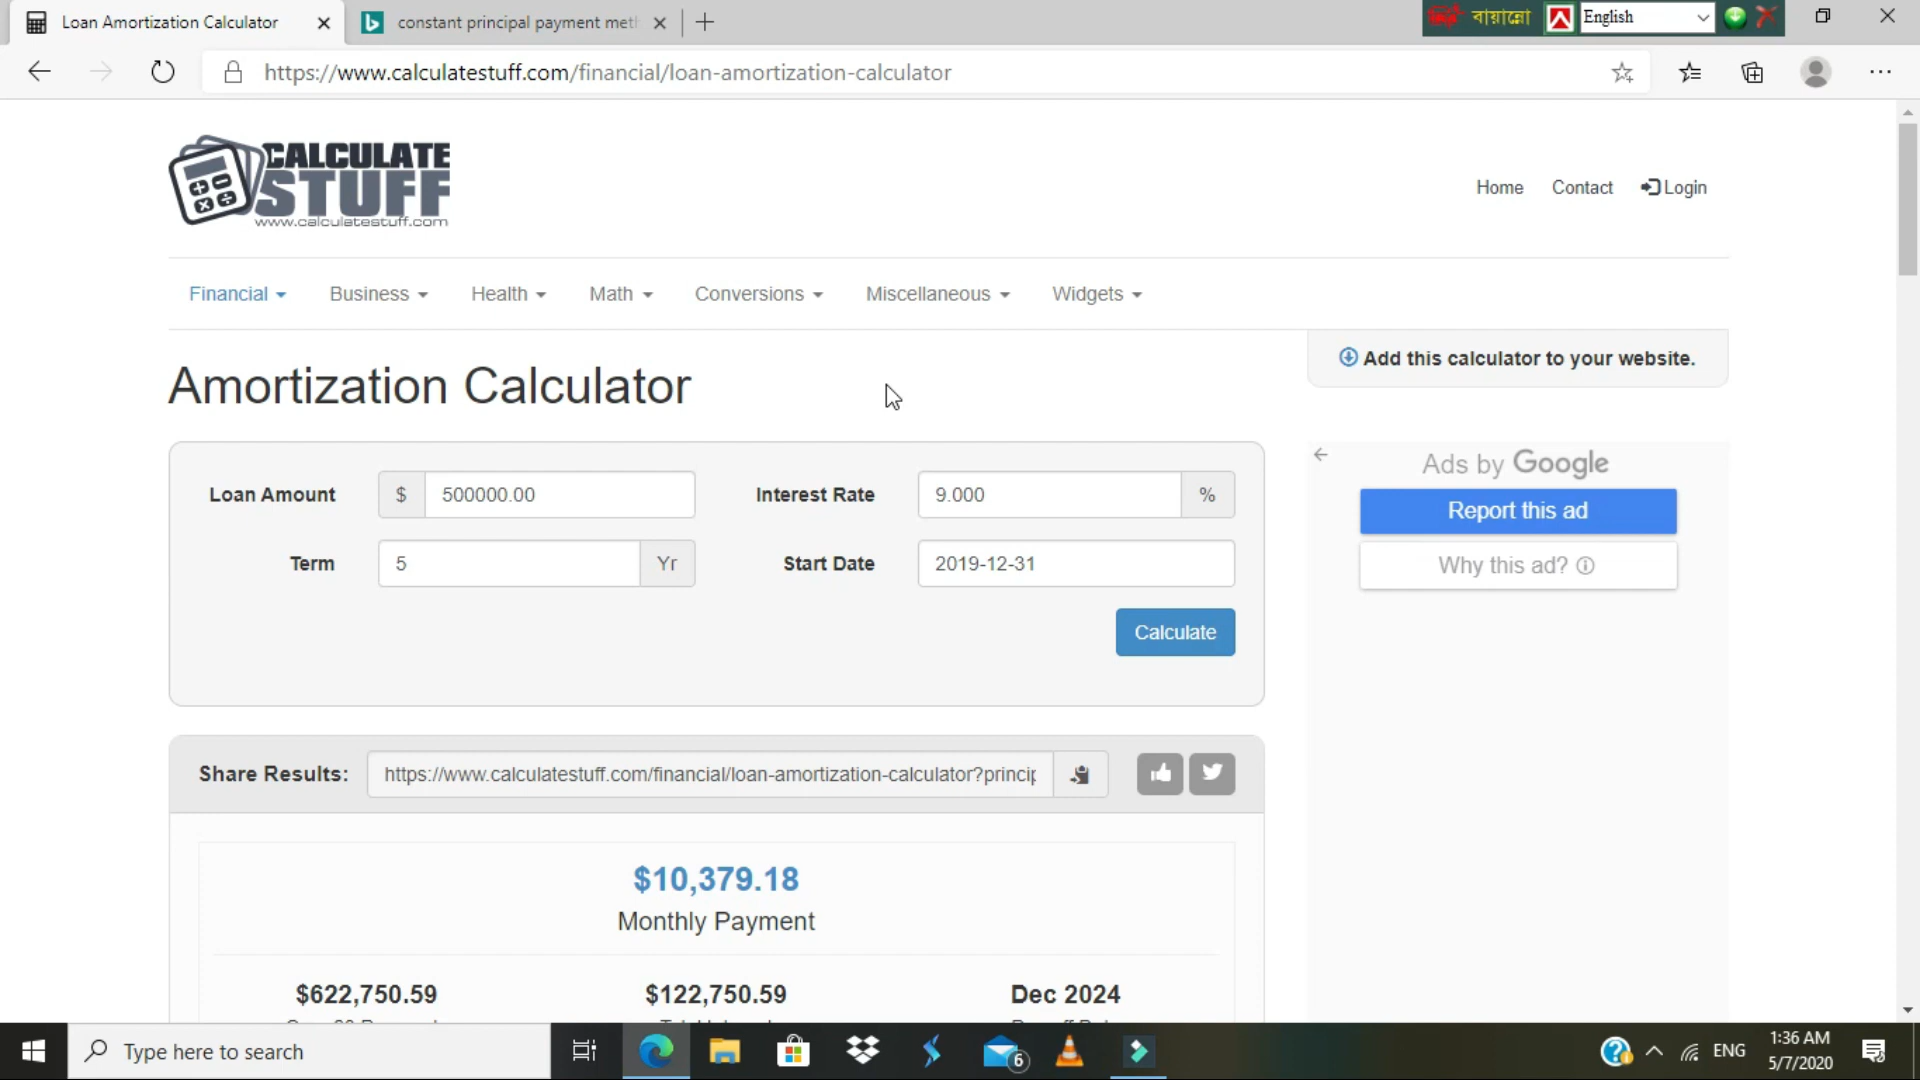 Loan Amortization Calculator
constant principal payment meth
বায়ান্নো
English
https://www.calculatestuff.com/financial/loan-amortization-calculator
CALCULATE
STUFF
www.calculatestuff.com
Home Contact Login
Financial Business Health Math Conversions Miscellaneous Widgets
Add this calculator to your website.
Amortization Calculator
Loan Amount $ 500000.00 Interest Rate 9.000 %
Term 5 Yr Start Date 2019-12-31
Calculate
Ads by Google
Report this ad
Why this ad?
Share Results: https://www.calculatestuff.com/financial/loan-amortization-calculator?princip
$10,379.18
Monthly Payment
$622,750.59 $122,750.59 Dec 2024
Type here to search
6
ENG
1:36 AM
5/7/2020